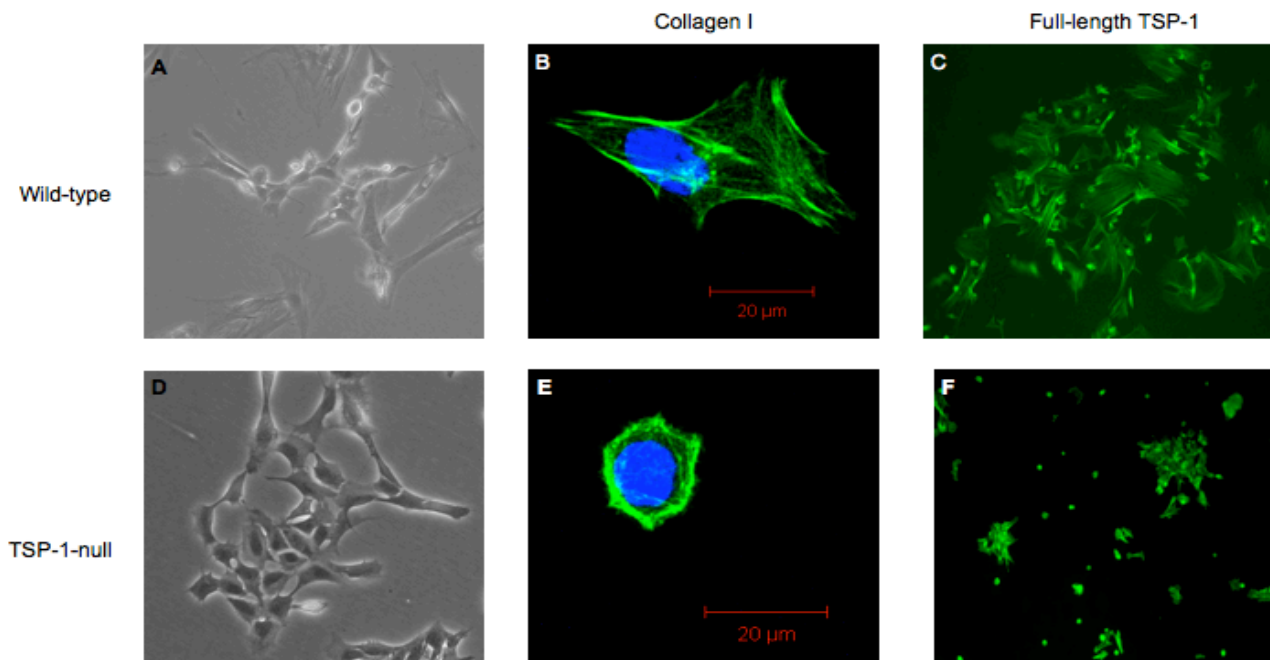 Collagen I
Full-length TSP-1
Wild-type
A
B
C
20 µm
TSP-1-null
D
E
F
20 µm